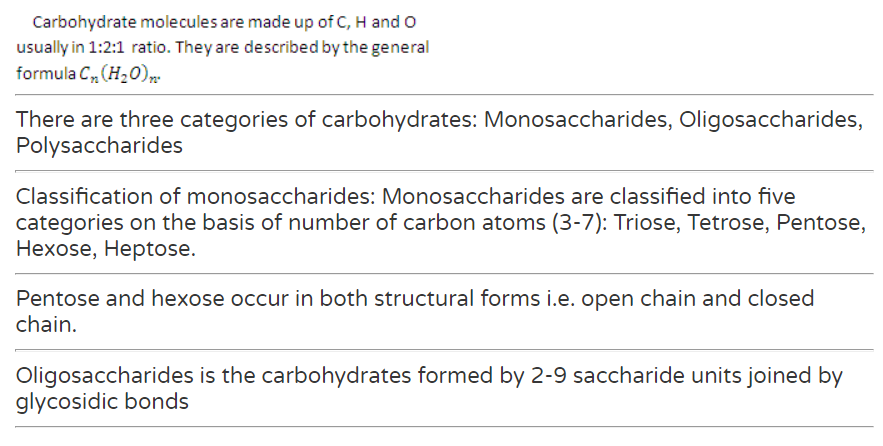 Carbohydrate molecules are made up of C, H and O
usually in 1:2:1 ratio. They are described by the general
formula Cₙ(H₂O)ₙ.
There are three categories of carbohydrates: Monosaccharides, Oligosaccharides,
Polysaccharides
Classification of monosaccharides: Monosaccharides are classified into five
categories on the basis of number of carbon atoms (3-7): Triose, Tetrose, Pentose,
Hexose, Heptose.
Pentose and hexose occur in both structural forms i.e. open chain and closed
chain.
Oligosaccharides is the carbohydrates formed by 2-9 saccharide units joined by
glycosidic bonds